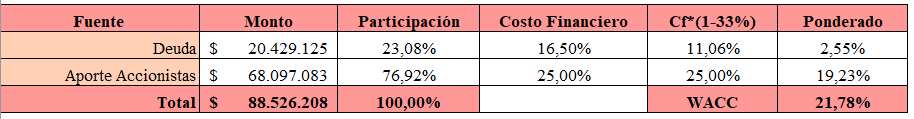 Fuente Monto Participación Costo Financiero Cf*(1-33%) Ponderado
Deuda $ 20.429.125 23,08% 16,50% 11,06% 2,55%
Aporte Accionistas $ 68.097.083 76,92% 25,00% 25,00% 19,23%
Total $ 88.526.208 100,00% WACC 21,78%